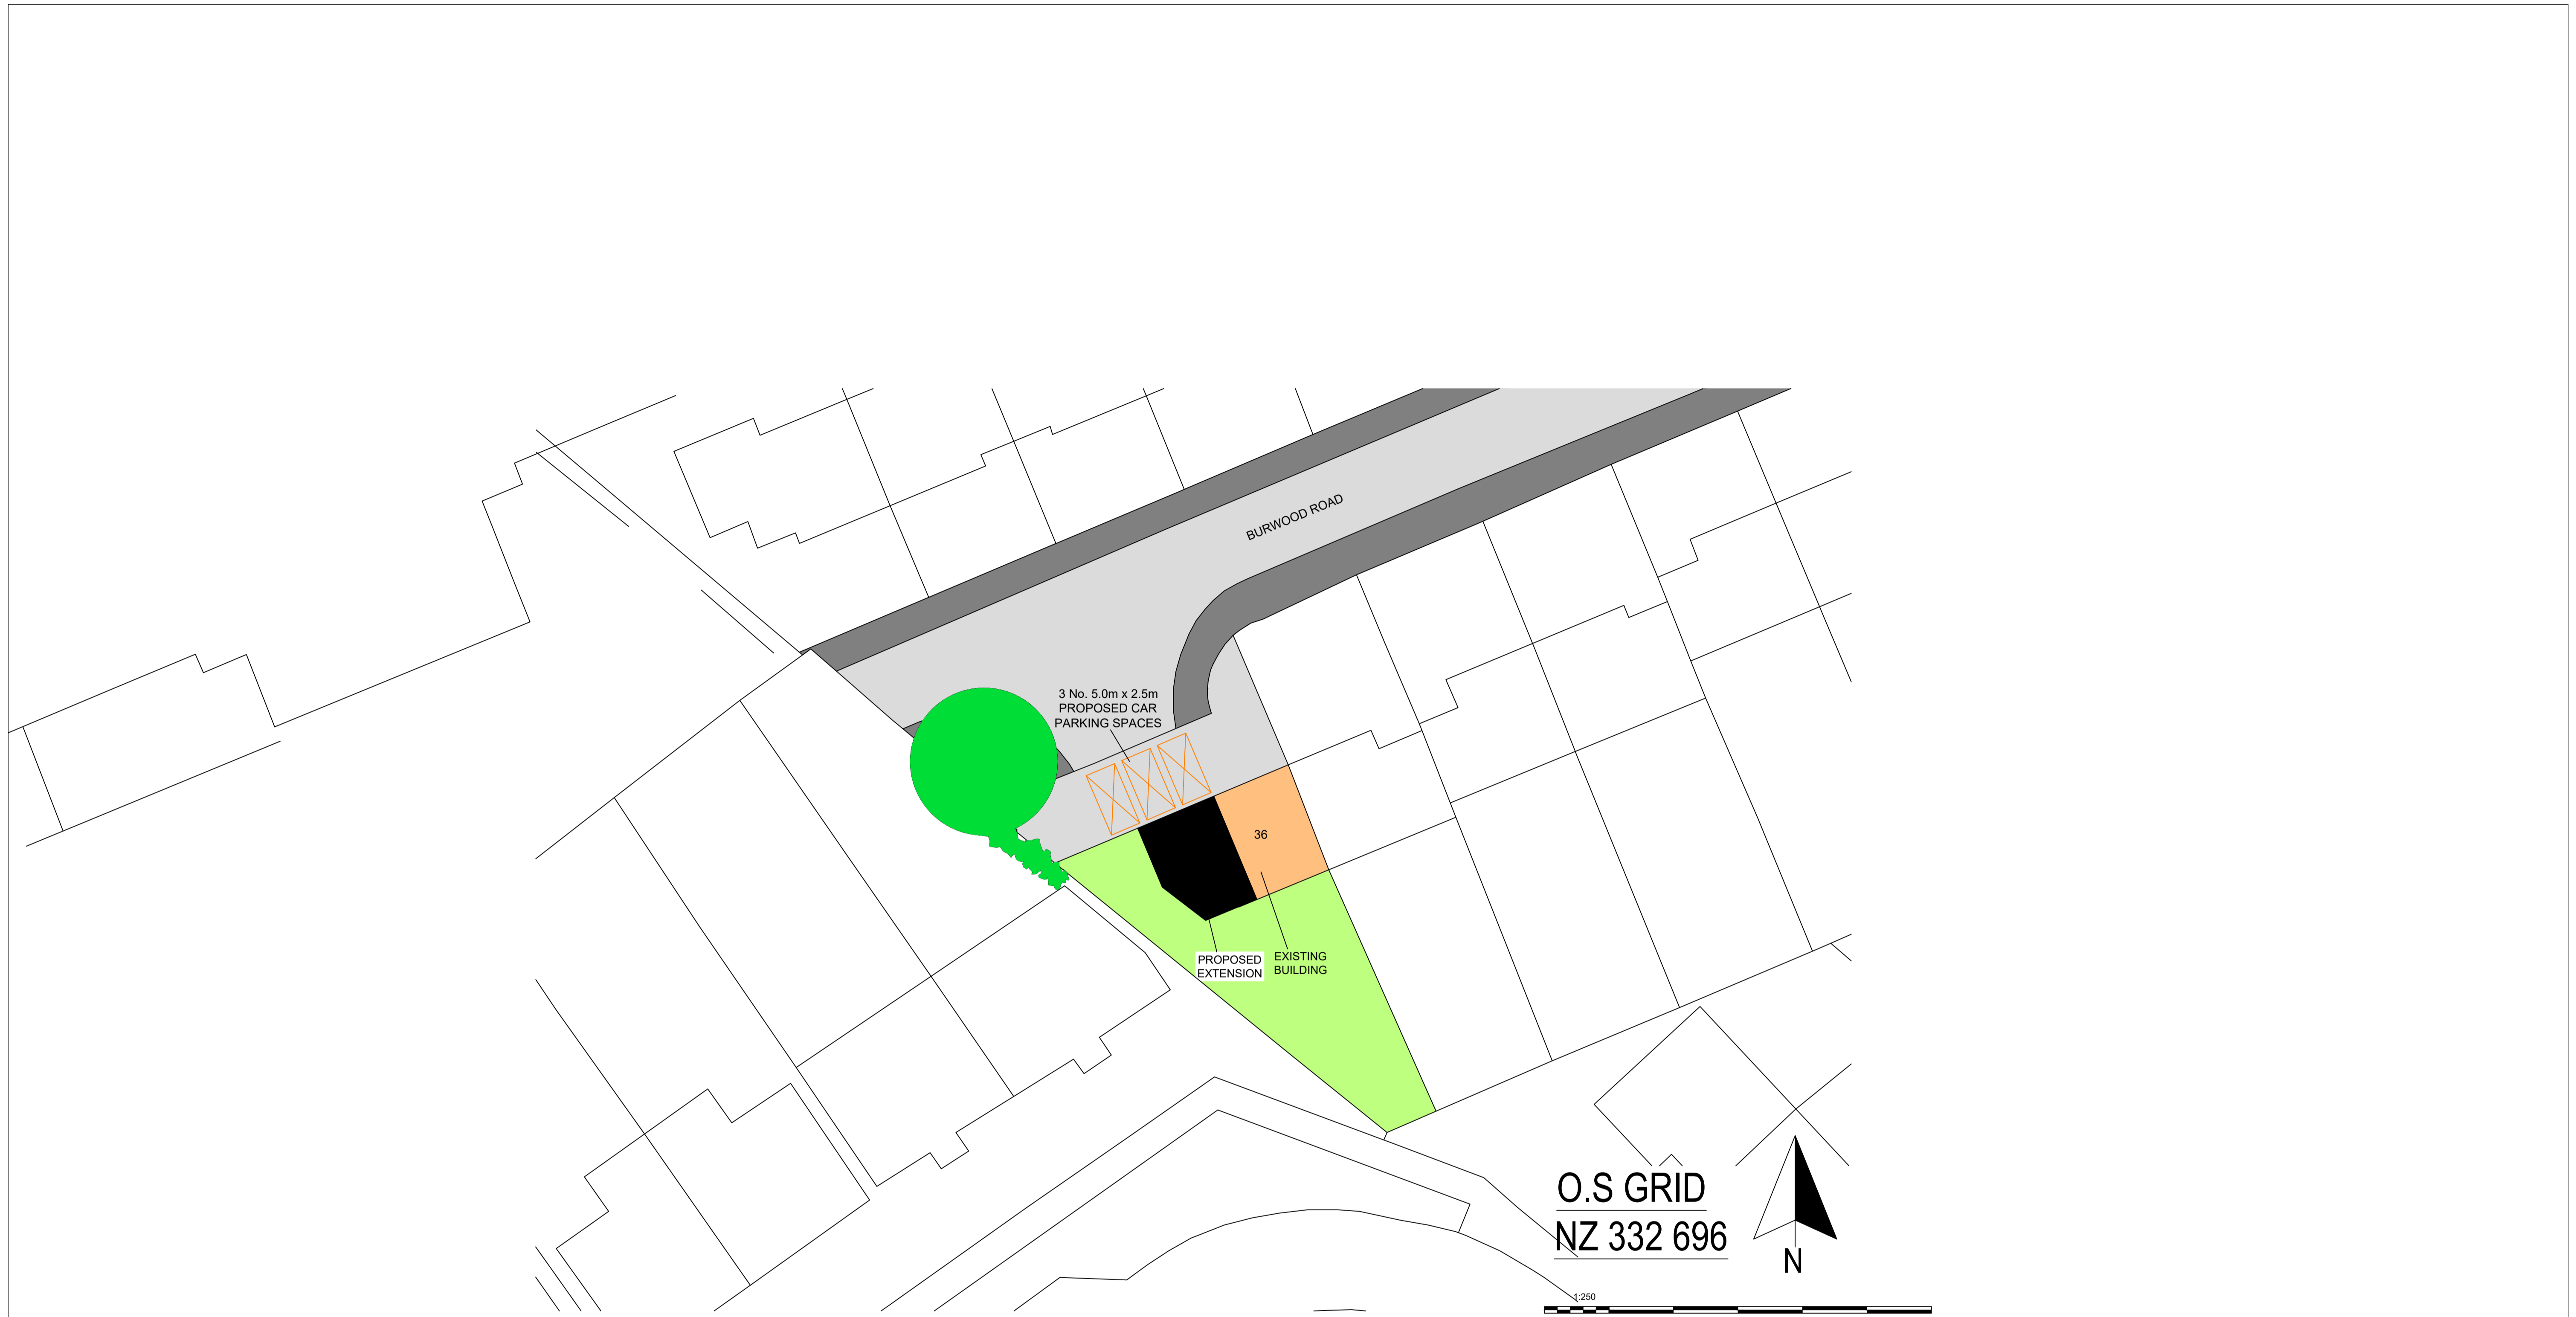 BURWOOD ROAD
3 No. 5.0m x 2.5m
PROPOSED CAR
PARKING SPACES
36
PROPOSED
EXTENSION
EXISTING
BUILDING
O.S GRID
NZ 332 696
N
1:250